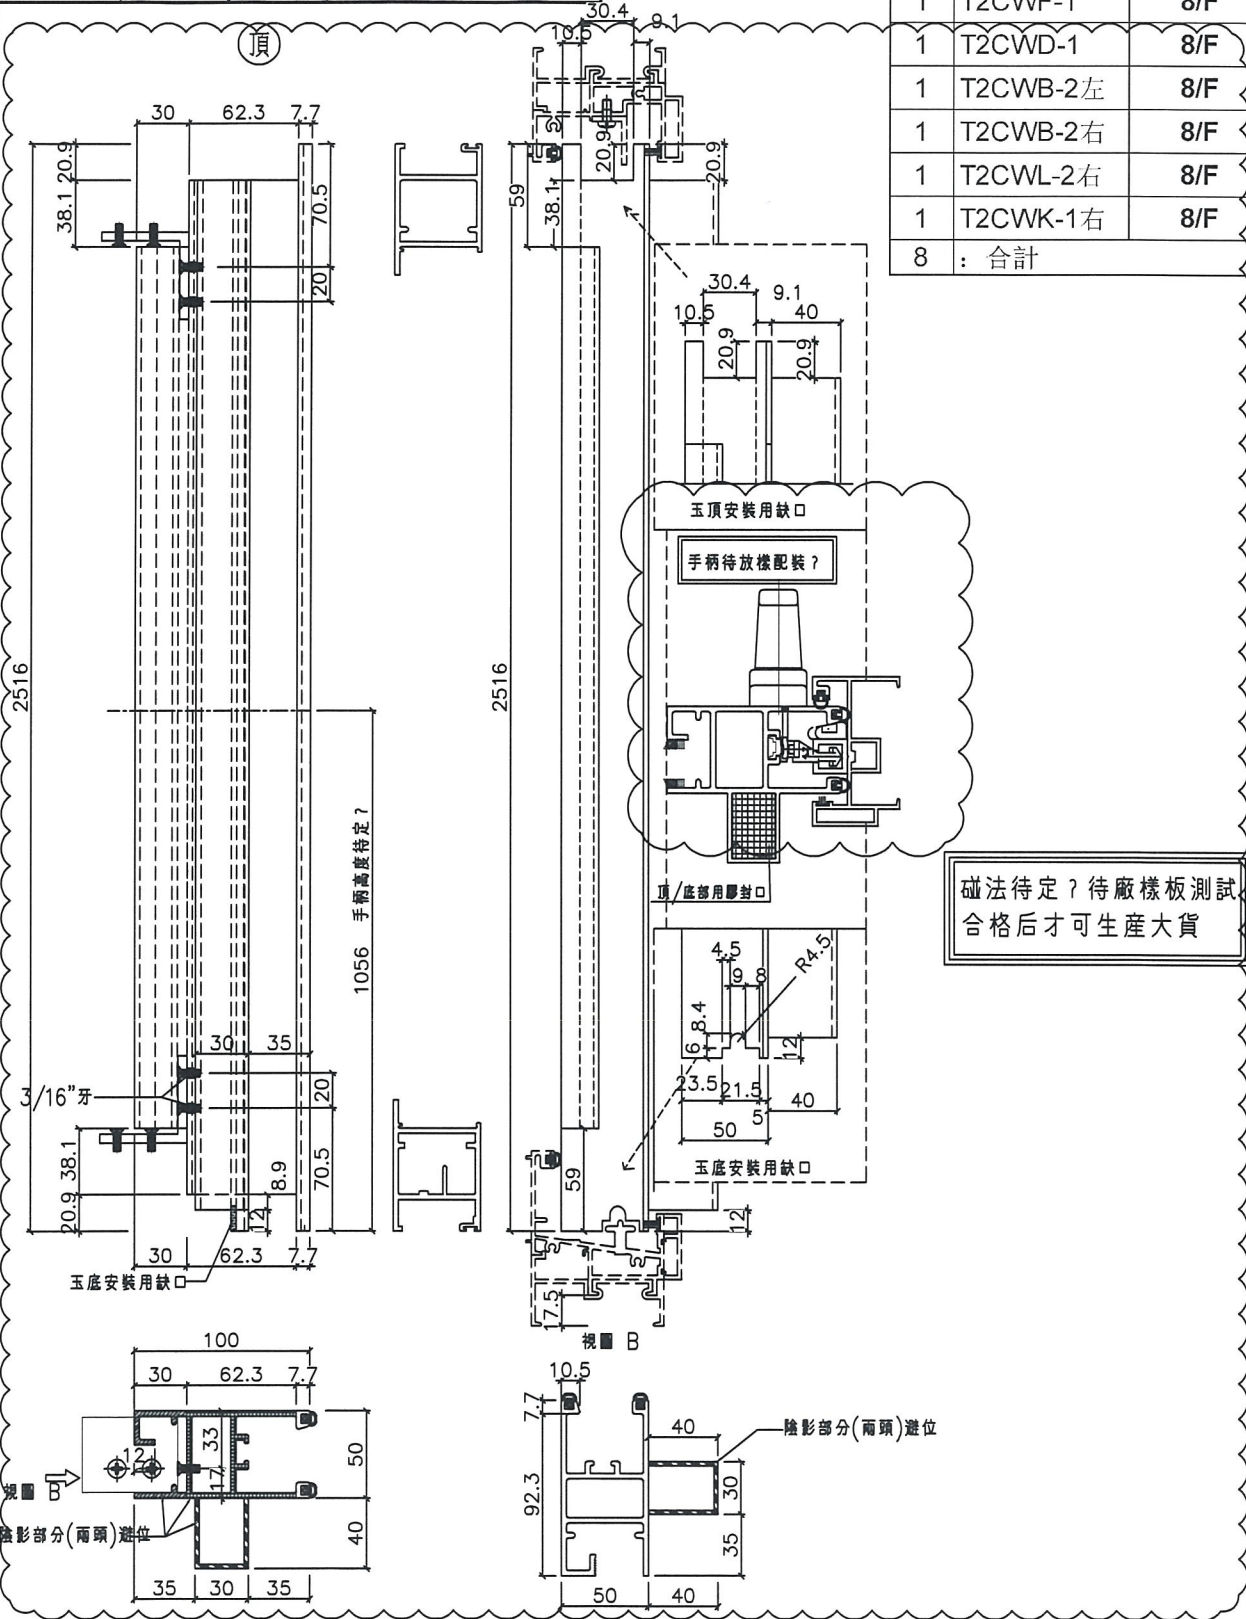 1 T2CWF-1 8/F
1 T2CWD-1 8/F
1 T2CWB-2左 8/F
1 T2CWB-2右 8/F
1 T2CWL-2右 8/F
1 T2CWK-1右 8/F
8 : 合計
頂
30 62.3 7.7
20.9
38.1
70.5
20
2516
1056 手柄高度待定?
30 35
3/16”牙
20
70.5
38.1
20.9
8.9
12
30 62.3 7.7
玉底安裝用缺口
30.4
10.5
9.1
20.9
20.9
59
38.1
2516
30.4
9.1
10.5
40
20.9
20.9
玉頂安裝用缺口
手柄待放樣配裝?
頂/底部用膠封口
碰法待定?待廠樣板測試
合格后才可生産大貨
4.5
9 8
R4.5
8.4
6
12
23.5
21.5
5
40
50
玉底安裝用缺口
59
12
17.5
視圖 B
100
30 62.3 7.7
12
33
17
50
40
視圖 B
陰影部分(兩頭)避位
35 30 35
10.5
7.7
92.3
40
陰影部分(兩頭)避位
30
35
50 40